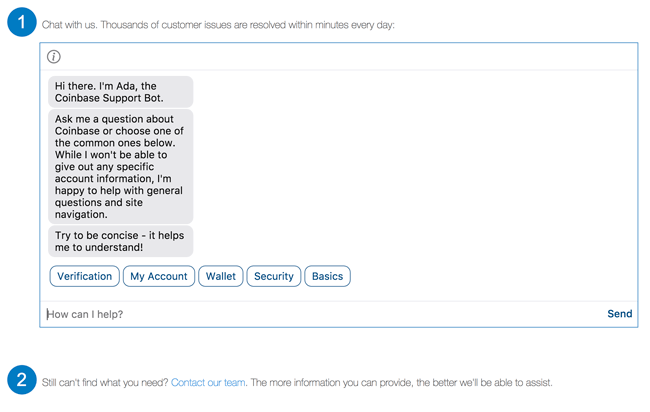 1 Chat with us. Thousands of customer issues are resolved within minutes every day:
i
Hi there. I'm Ada, the
Coinbase Support Bot.
Ask me a question about
Coinbase or choose one of
the common ones below.
While I won't be able to
give out any specific
account information, I'm
happy to help with general
questions and site
navigation.
Try to be concise - it helps
me to understand!
Verification My Account Wallet Security Basics
How can I help? Send
2 Still can't find what you need? Contact our team. The more information you can provide, the better we'll be able to assist.